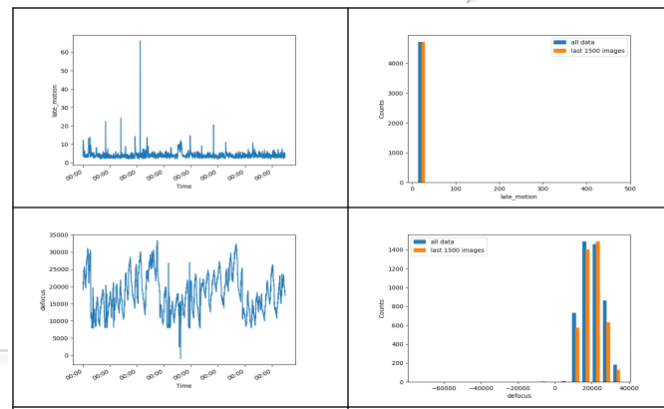 60
50
40
30
20
10
0
late_motion
00:00 00:00 00:00 00:00 00:00 00:00 00:00 00:00
Time
all data
last 1500 images
4000
3000
2000
1000
0
Counts
0 100 200 300 400 500
late_motion
35000
30000
25000
20000
15000
10000
5000
0
defocus
00:00 00:00 00:00 00:00 00:00 00:00 00:00 00:00
Time
all data
last 1500 images
1400
1200
1000
800
600
400
200
0
Counts
−60000 −40000 −20000 0 20000 40000
defocus